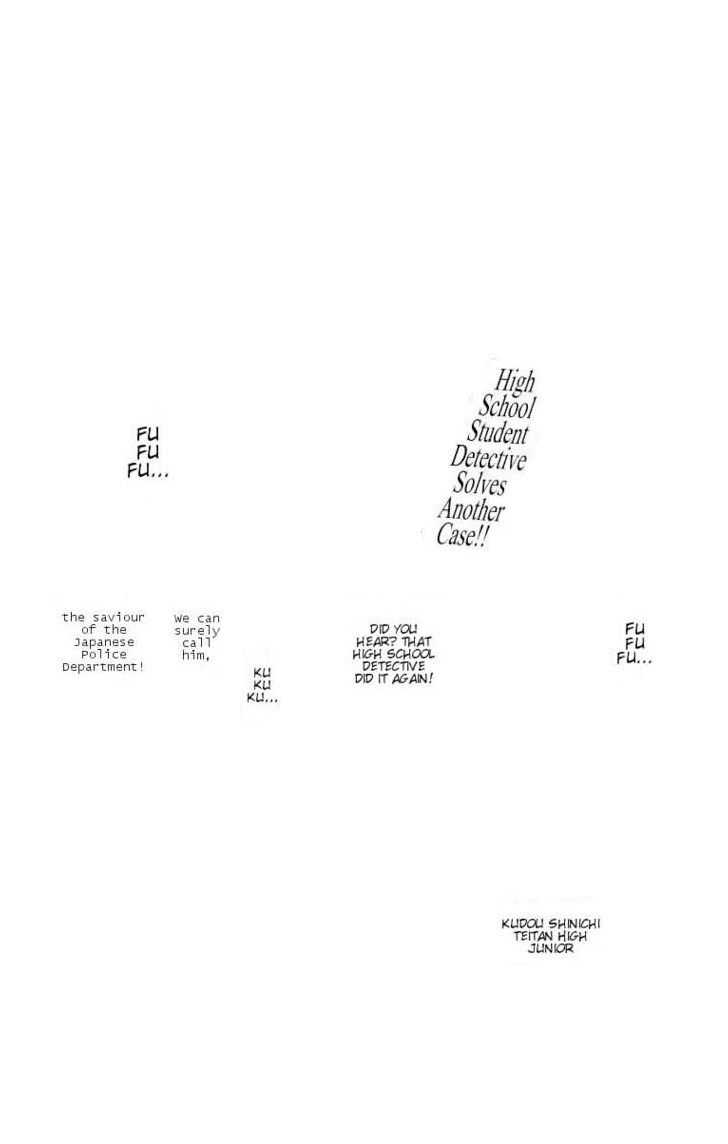 High
School
Student
Detective
Solves
Another
Case!!
FU
FU
FU...
FU
FU
FU...
DID YOU
HEAR? THAT
HIGH SCHOOL
DETECTIVE
DID IT AGAIN!
KU
KU
KU...
We can
surely
call
him,
the saviour
of the
Japanese
Police
Department!
KUDOU SHINICHI
TEITAN HIGH
JUNIOR